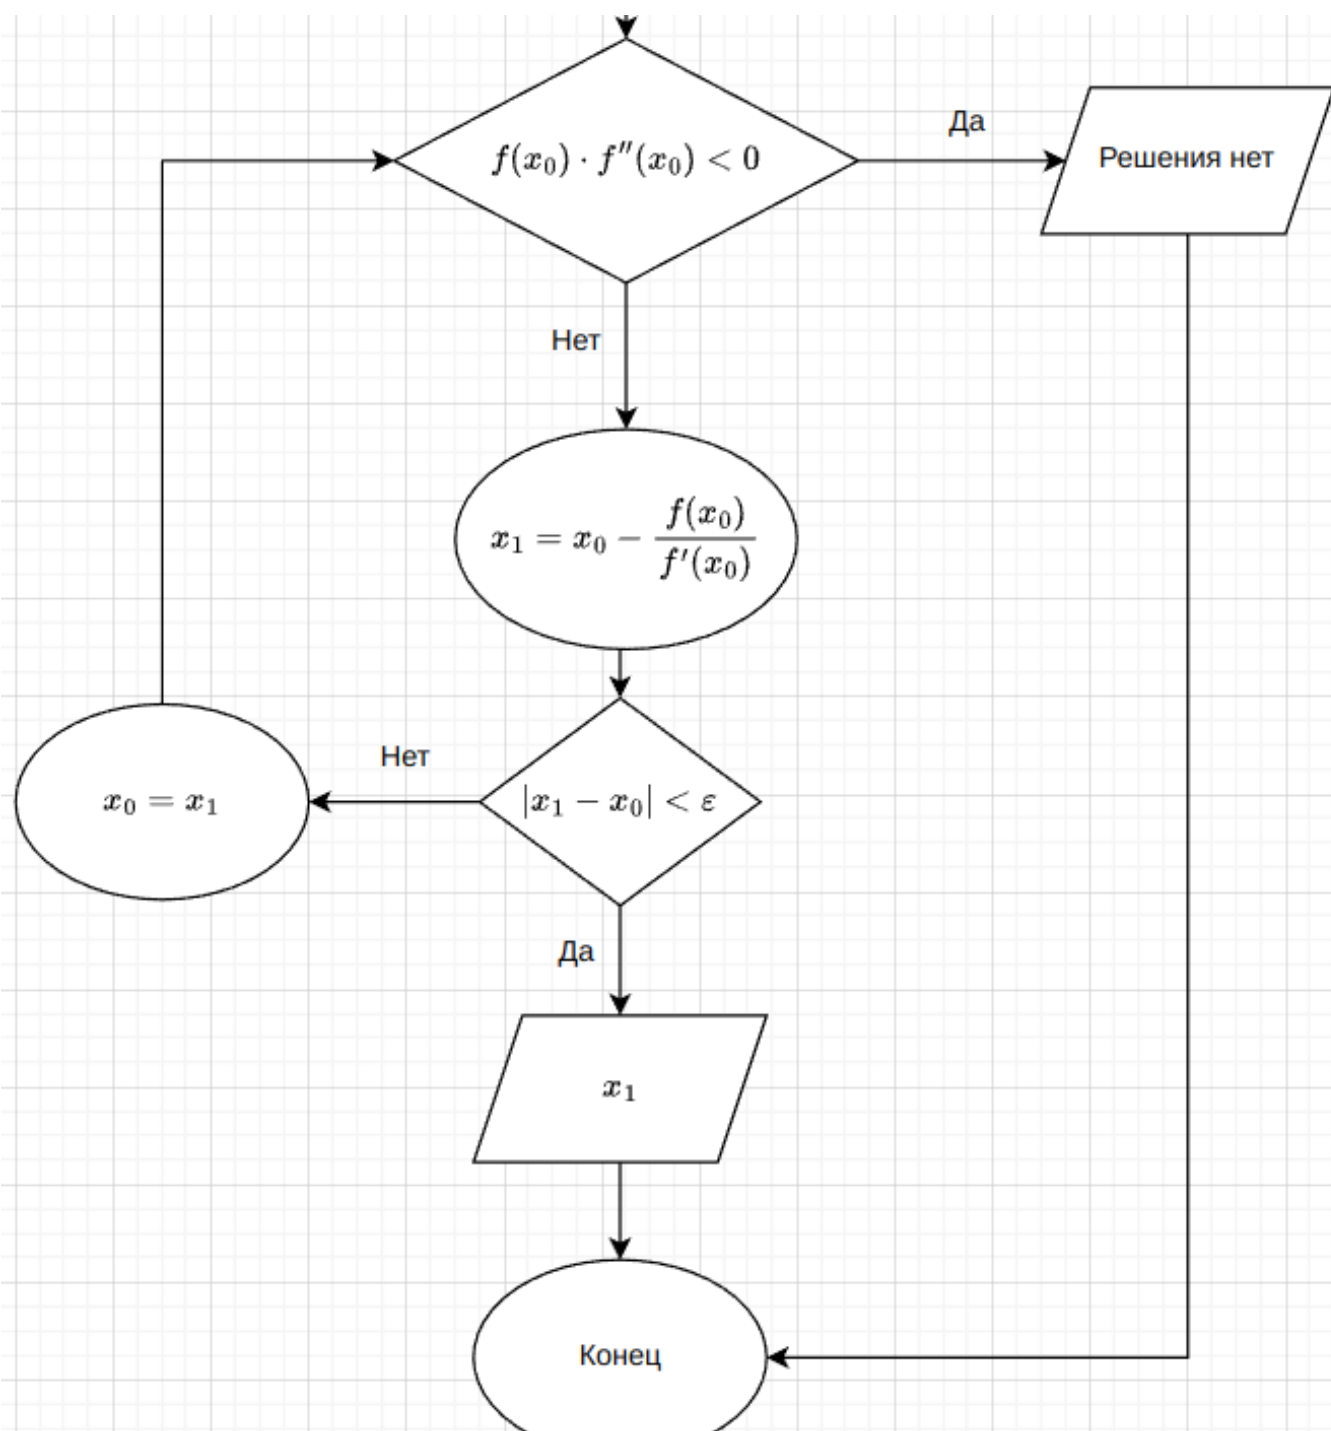 f(x₀) · f″(x₀) < 0
Да
Решения нет
Нет
x₁ = x₀ − f(x₀) / f′(x₀)
Нет
x₀ = x₁
|x₁ − x₀| < ε
Да
x₁
Конец